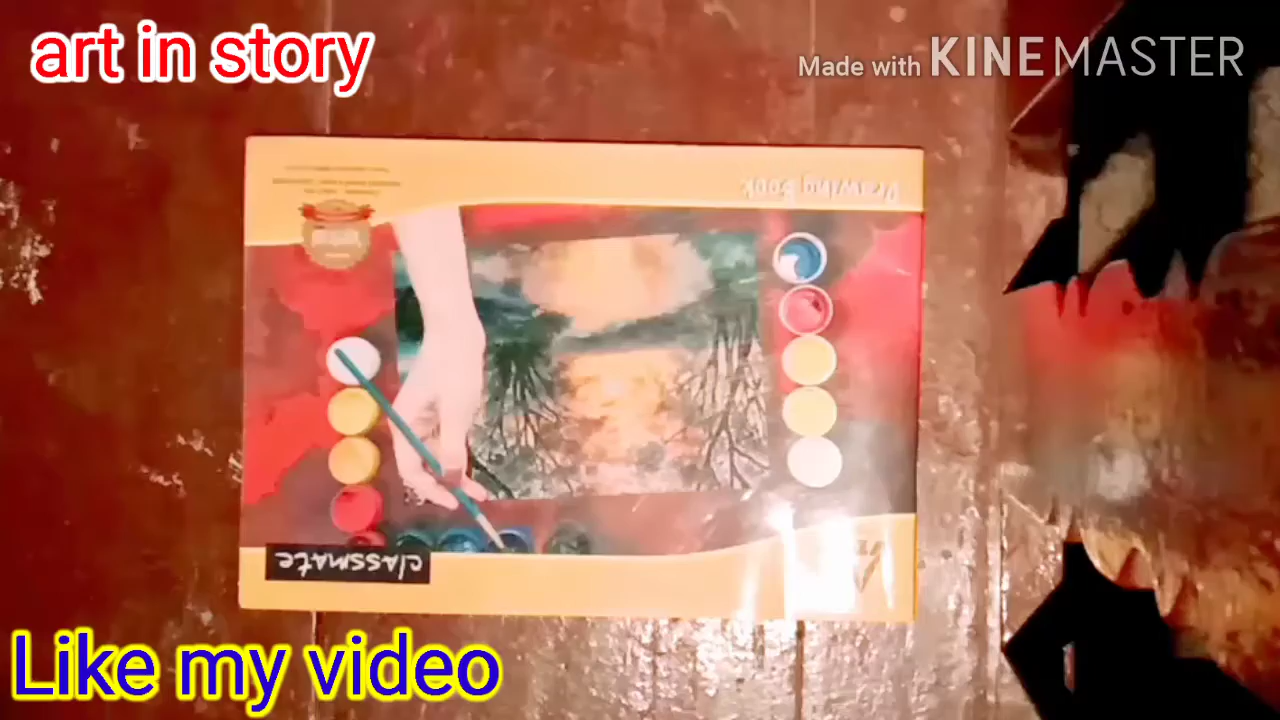 art in story
Made with KINEMASTER
Drawing Book
classmate
Like my video